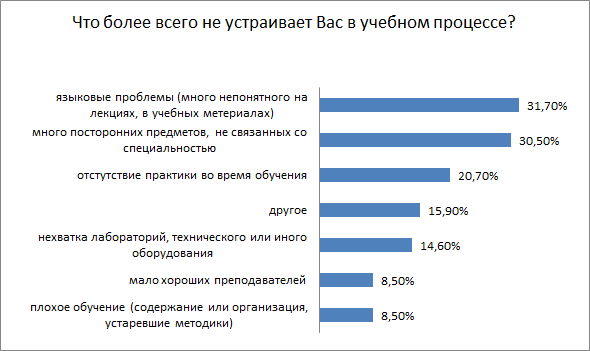 Что более всего не устраивает Вас в учебном процессе?
языковые проблемы (много непонятного на
лекциях, в учебных метериалах)
31,70%
много посторонних предметов, не связанных со
специальностью
30,50%
отстутствие практики во время обучения
20,70%
другое
15,90%
нехватка лабораторий, технического или иного
оборудования
14,60%
мало хороших преподавателей
8,50%
плохое обучение (содержание или организация,
устаревшие методики)
8,50%